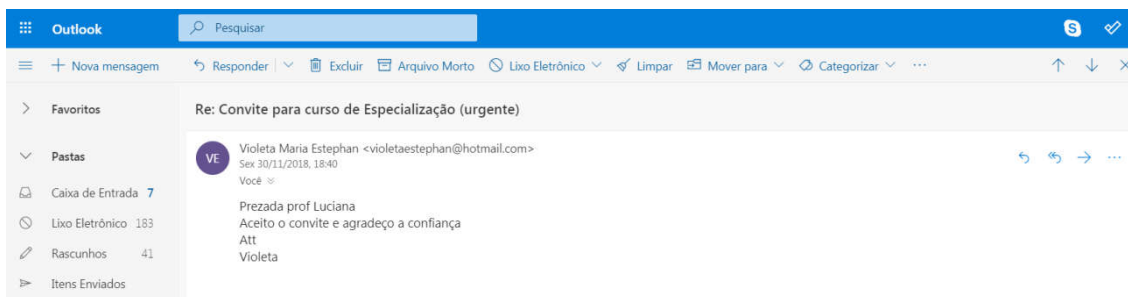 Outlook
Pesquisar
Nova mensagem
Responder
Excluir
Arquivo Morto
Lixo Eletrônico
Limpar
Mover para
Categorizar
...
Favoritos
Re: Convite para curso de Especialização (urgente)
Pastas
VE
Violeta Maria Estephan <violetaestephan@hotmail.com>
Sex 30/11/2018, 18:40
Você
Caixa de Entrada 7
Lixo Eletrônico 183
Rascunhos 41
Itens Enviados
Prezada prof Luciana
Aceito o convite e agradeço a confiança
Att
Violeta